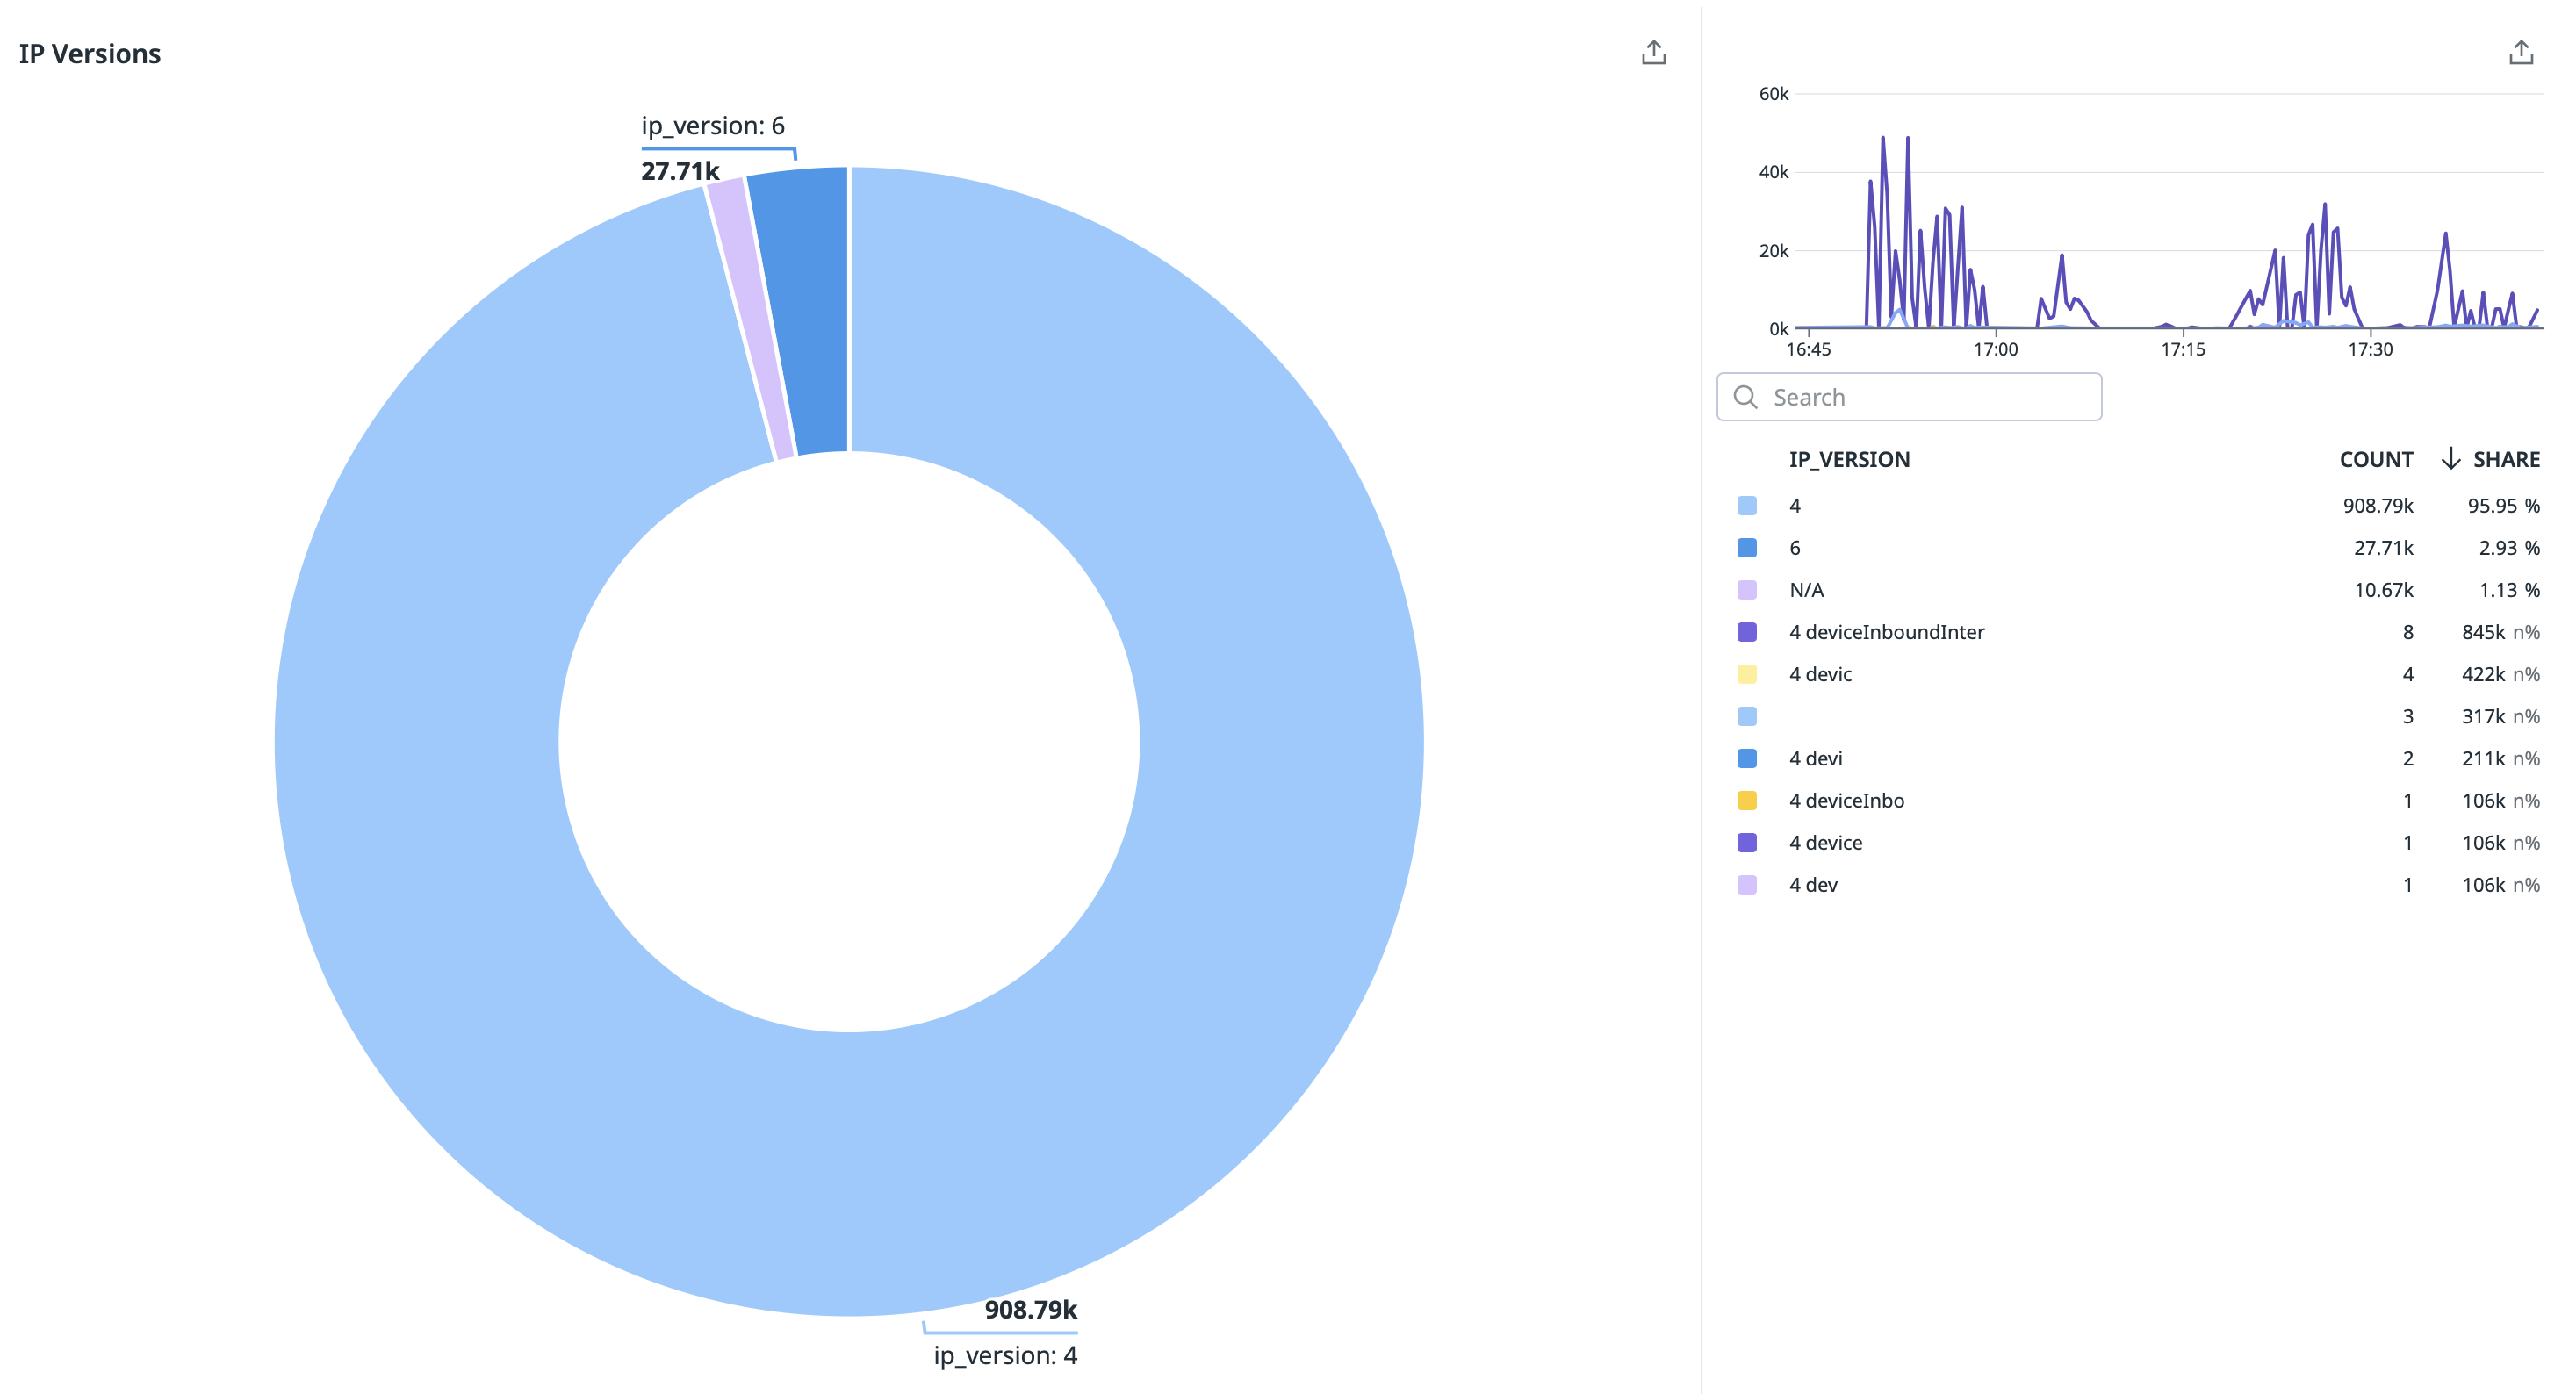 IP Versions
ip_version: 6
27.71k
908.79k
ip_version: 4
60k
40k
20k
0k
16:45 17:00 17:15 17:30
Search
IP_VERSION COUNT SHARE
4 908.79k 95.95 %
6 27.71k 2.93 %
N/A 10.67k 1.13 %
4 deviceInboundInter 8 845k n%
4 devic 4 422k n%
3 317k n%
4 devi 2 211k n%
4 deviceInbo 1 106k n%
4 device 1 106k n%
4 dev 1 106k n%